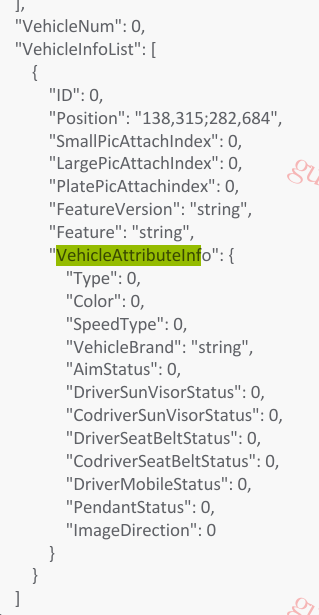 ],
"VehicleNum": 0,
"VehicleInfoList": [
{
"ID": 0,
"Position": "138,315;282,684",
"SmallPicAttachIndex": 0,
"LargePicAttachIndex": 0,
"PlatePicAttachindex": 0,
"FeatureVersion": "string",
"Feature": "string",
"VehicleAttributeInfo": {
"Type": 0,
"Color": 0,
"SpeedType": 0,
"VehicleBrand": "string",
"AimStatus": 0,
"DriverSunVisorStatus": 0,
"CodriverSunVisorStatus": 0,
"DriverSeatBeltStatus": 0,
"CodriverSeatBeltStatus": 0,
"DriverMobileStatus": 0,
"PendantStatus": 0,
"ImageDirection": 0
}
}
]